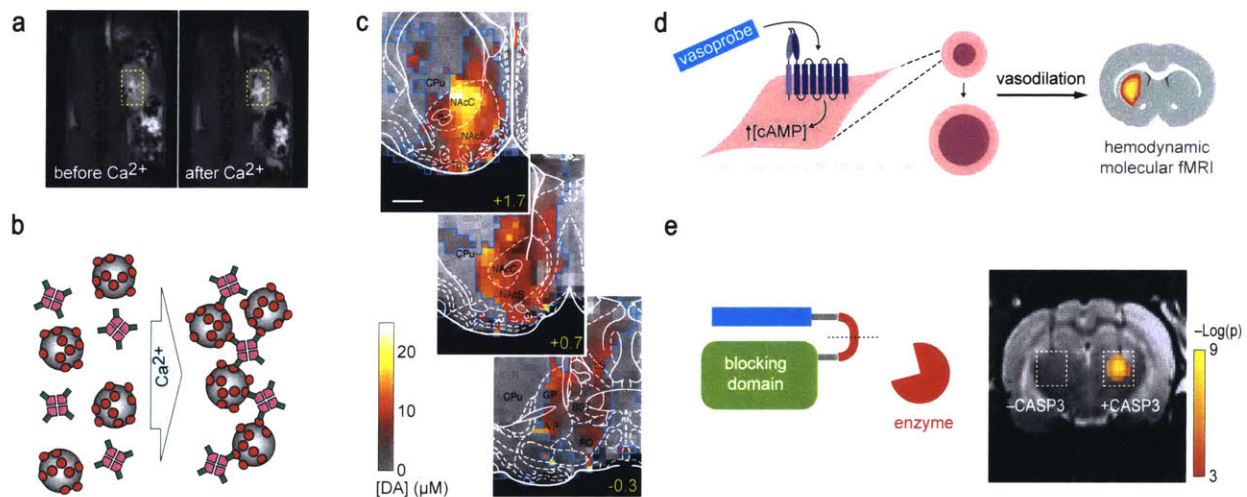 a
before Ca2+
after Ca2+
b
Ca2+
c
CPu
NAcC
NAcS
+1.7
CPu
NAcC
NAcS
+0.7
CPu
GP
VP
-0.3
20
10
0
[DA] (µM)
d
vasoprobe
↑[cAMP]
vasodilation
hemodynamic
molecular fMRI
e
blocking
domain
enzyme
–CASP3
+CASP3
–Log(p)
9
3